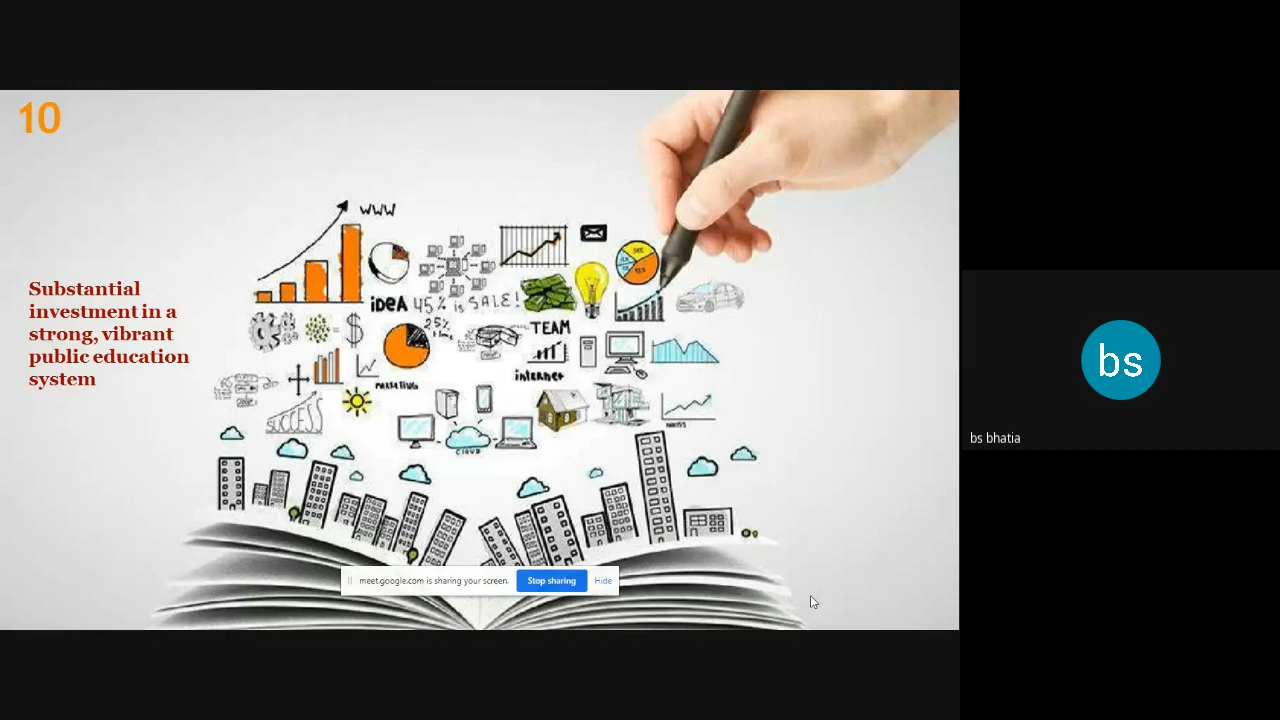 10
Substantial
investment in a
strong, vibrant
public education
system
WWW
iDEA 45% is SALE!
25%
TEAM
internet
SUCCESS
CLOUD
meet.google.com is sharing your screen.
Stop sharing
Hide
bs
bs bhatia